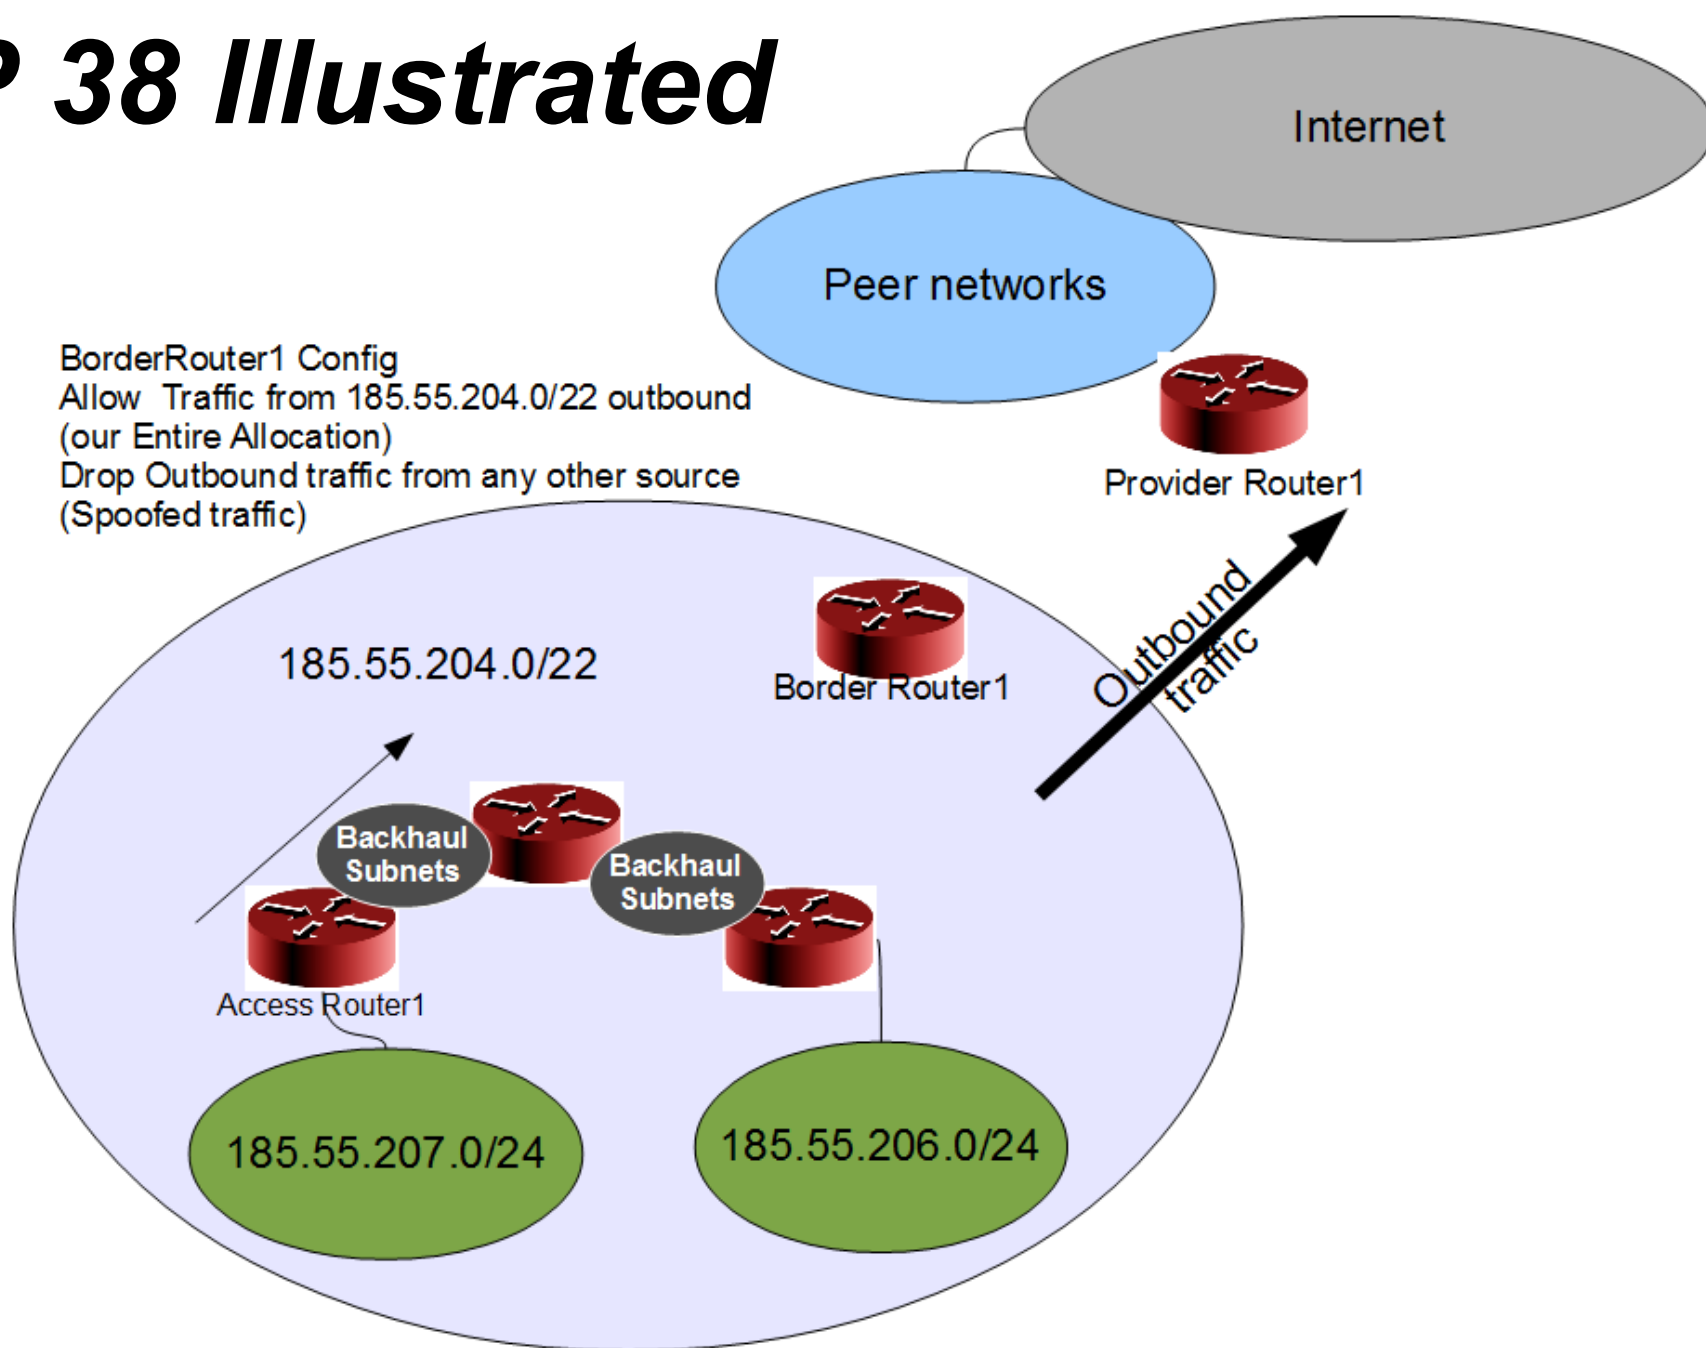 P 38 Illustrated
Internet
Peer networks
BorderRouter1 Config
Allow  Traffic from 185.55.204.0/22 outbound
(our Entire Allocation)
Drop Outbound traffic from any other source
(Spoofed traffic)
Provider Router1
Outbound
traffic
185.55.204.0/22
Border Router1
Backhaul
Subnets
Backhaul
Subnets
Access Router1
185.55.207.0/24
185.55.206.0/24